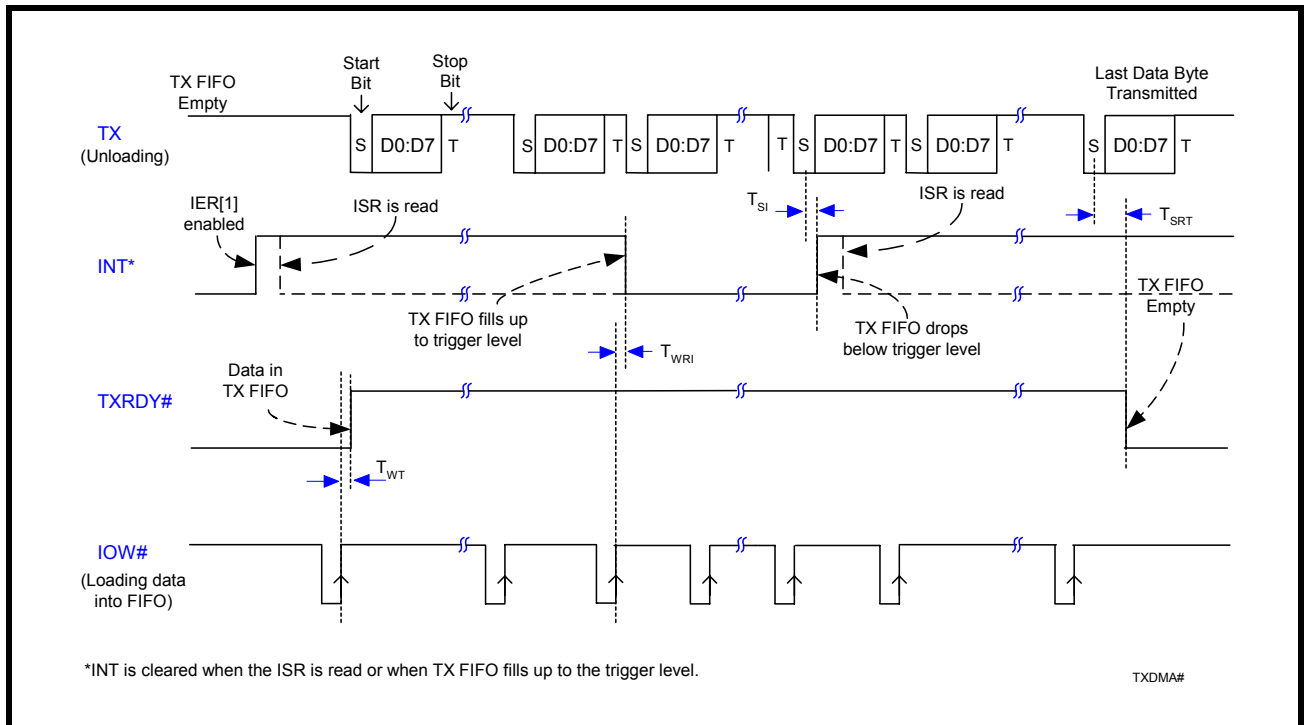 TX FIFO
Empty
Start
Bit
Stop
Bit
Last Data Byte
Transmitted
TX
(Unloading)
S D0:D7 T S D0:D7 T S D0:D7 T T S D0:D7 T S D0:D7 T S D0:D7 T
IER[1]
enabled
ISR is read
TSI
ISR is read
TSRT
INT*
TX FIFO fills up
to trigger level
TX FIFO drops
below trigger level
TX FIFO
Empty
TWRI
Data in
TX FIFO
TXRDY#
TWT
IOW#
(Loading data
into FIFO)
*INT is cleared when the ISR is read or when TX FIFO fills up to the trigger level.
TXDMA#